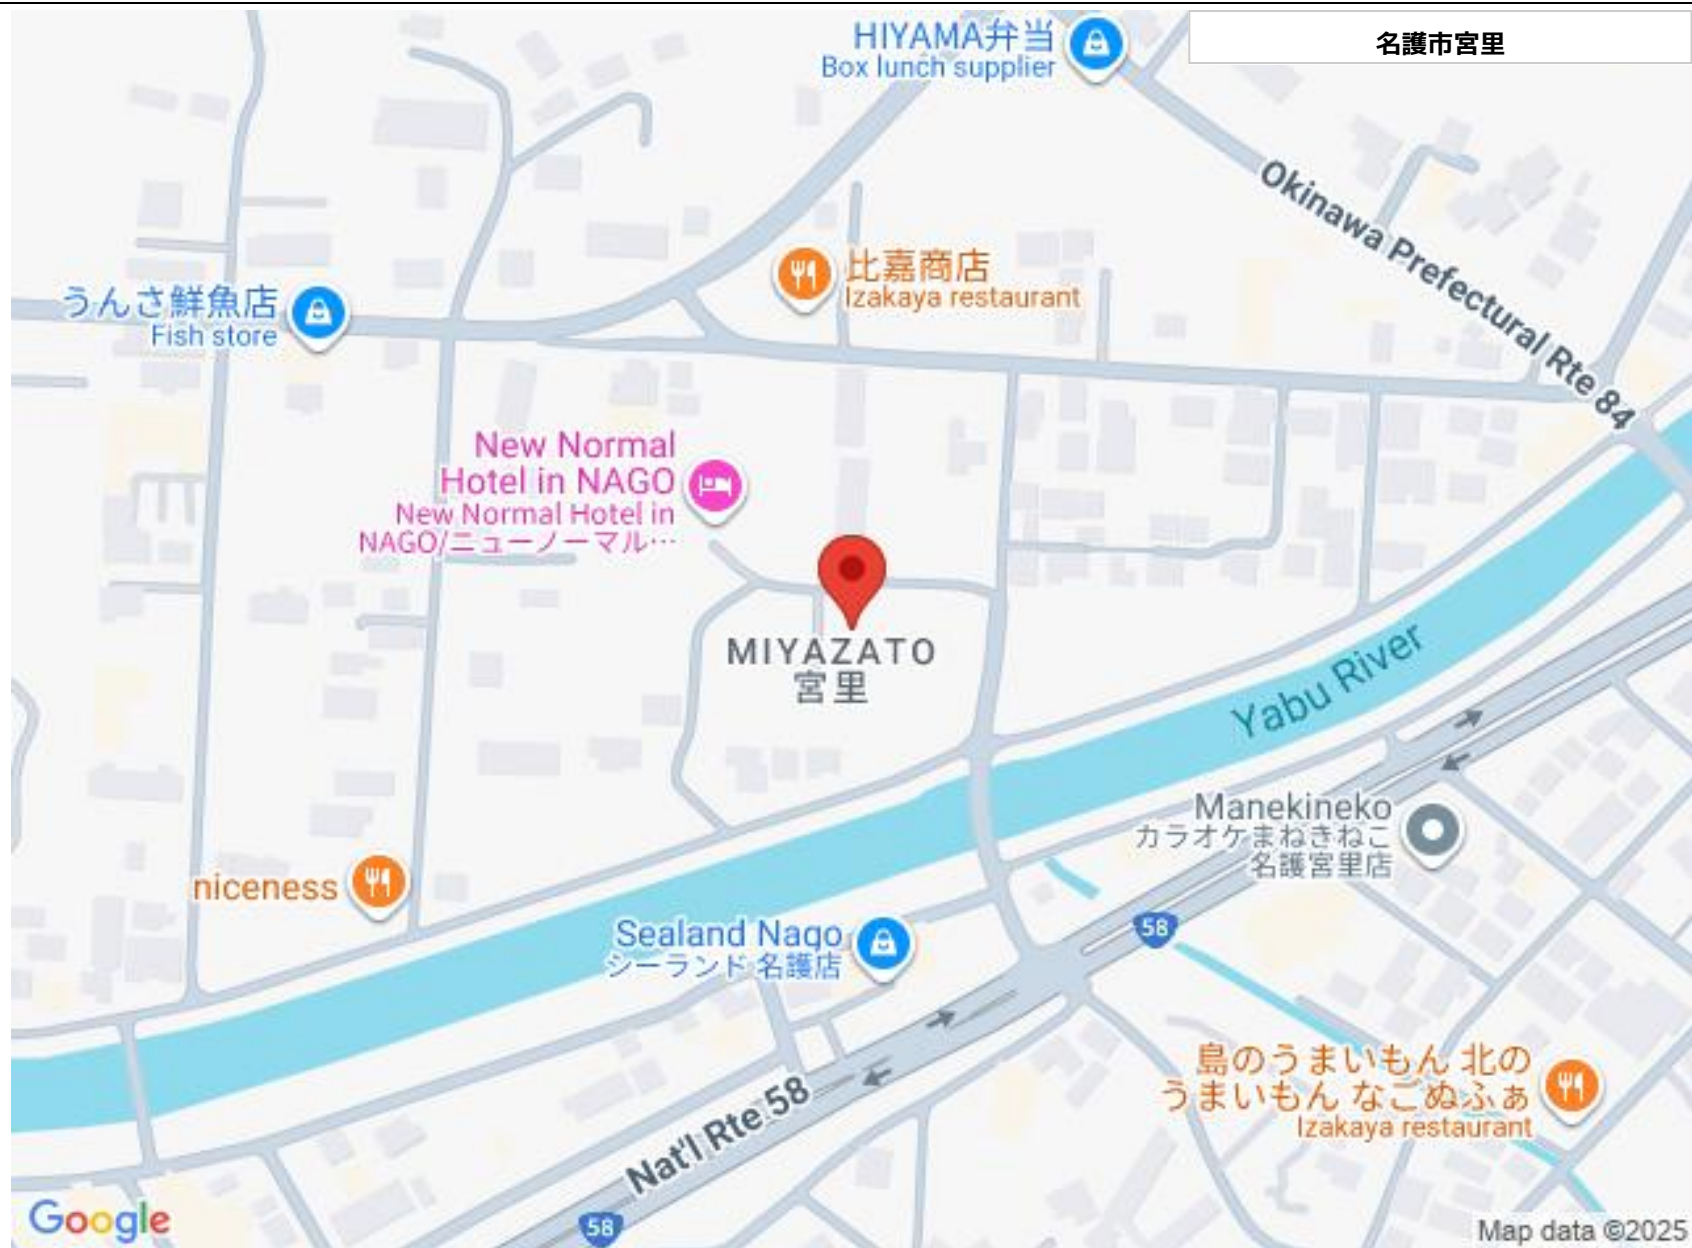 HIYAMA弁当
Box lunch supplier
名護市宮里
Okinawa Prefectural Rte 84
比嘉商店
Izakaya restaurant
うんさ鮮魚店
Fish store
New Normal
Hotel in NAGO
New Normal Hotel in
NAGO/ニューノーマル…
MIYAZATO
宮里
Yabu River
Manekineko
カラオケまねきねこ
名護宮里店
niceness
Sealand Nago
シーランド 名護店
58
島のうまいもん 北の
うまいもん なごぬふぁ
Izakaya restaurant
Nat'l Rte 58
58
Google
Map data ©2025